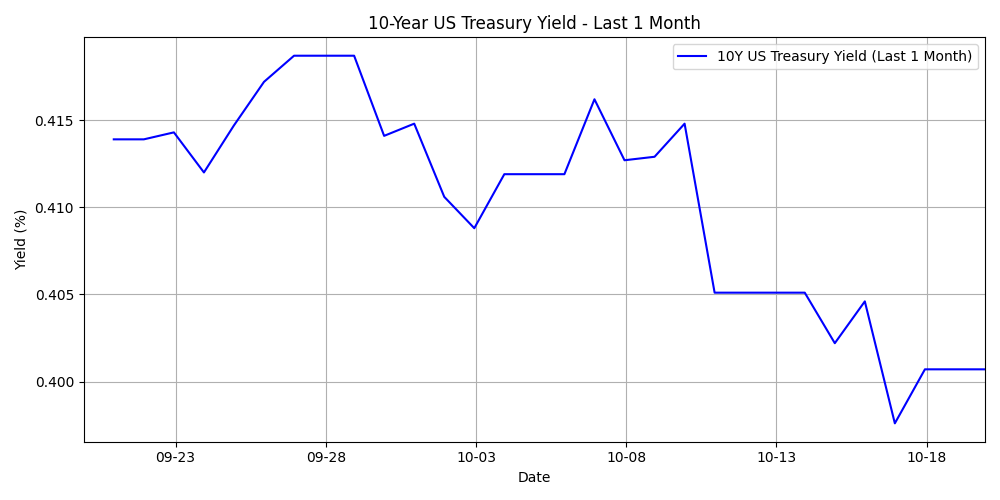 10-Year US Treasury Yield - Last 1 Month
10Y US Treasury Yield (Last 1 Month)
Yield (%)
0.415
0.410
0.405
0.400
09-23 09-28 10-03 10-08 10-13 10-18
Date